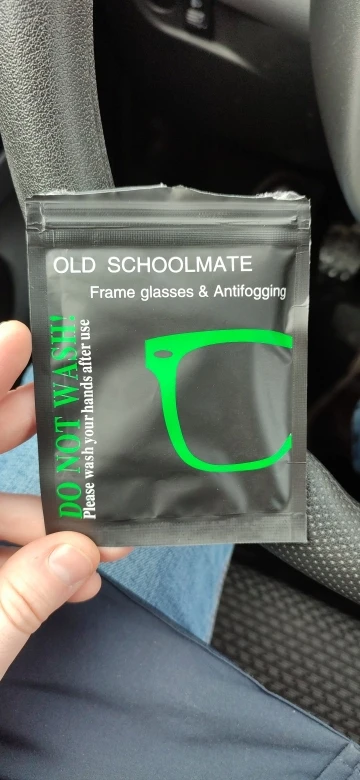 OLD SCHOOLMATE
Frame glasses & Antifogging
DO NOT WASH!
Please wash your hands after use